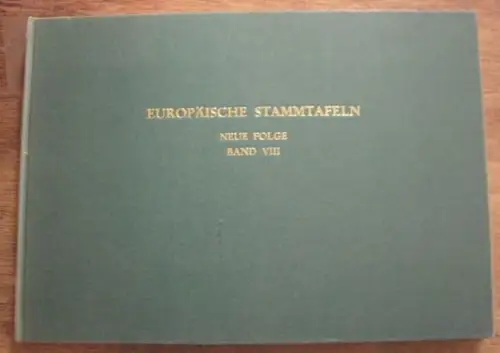 EUROPÄISCHE STAMMTAFELN
NEUE FOLGE
BAND VIII